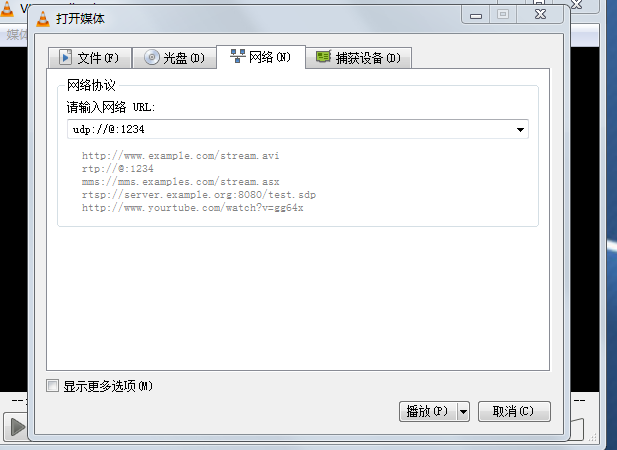 V
打开媒体
媒体
文件(F)
光盘(D)
网络(N)
捕获设备(D)
网络协议
请输入网络 URL:
udp://@:1234
http://www.example.com/stream.avi
rtp://@:1234
mms://mms.examples.com/stream.asx
rtsp://server.example.org:8080/test.sdp
http://www.yourtube.com/watch?v=gg64x
显示更多选项(M)
--:
--
播放(P)
取消(C)